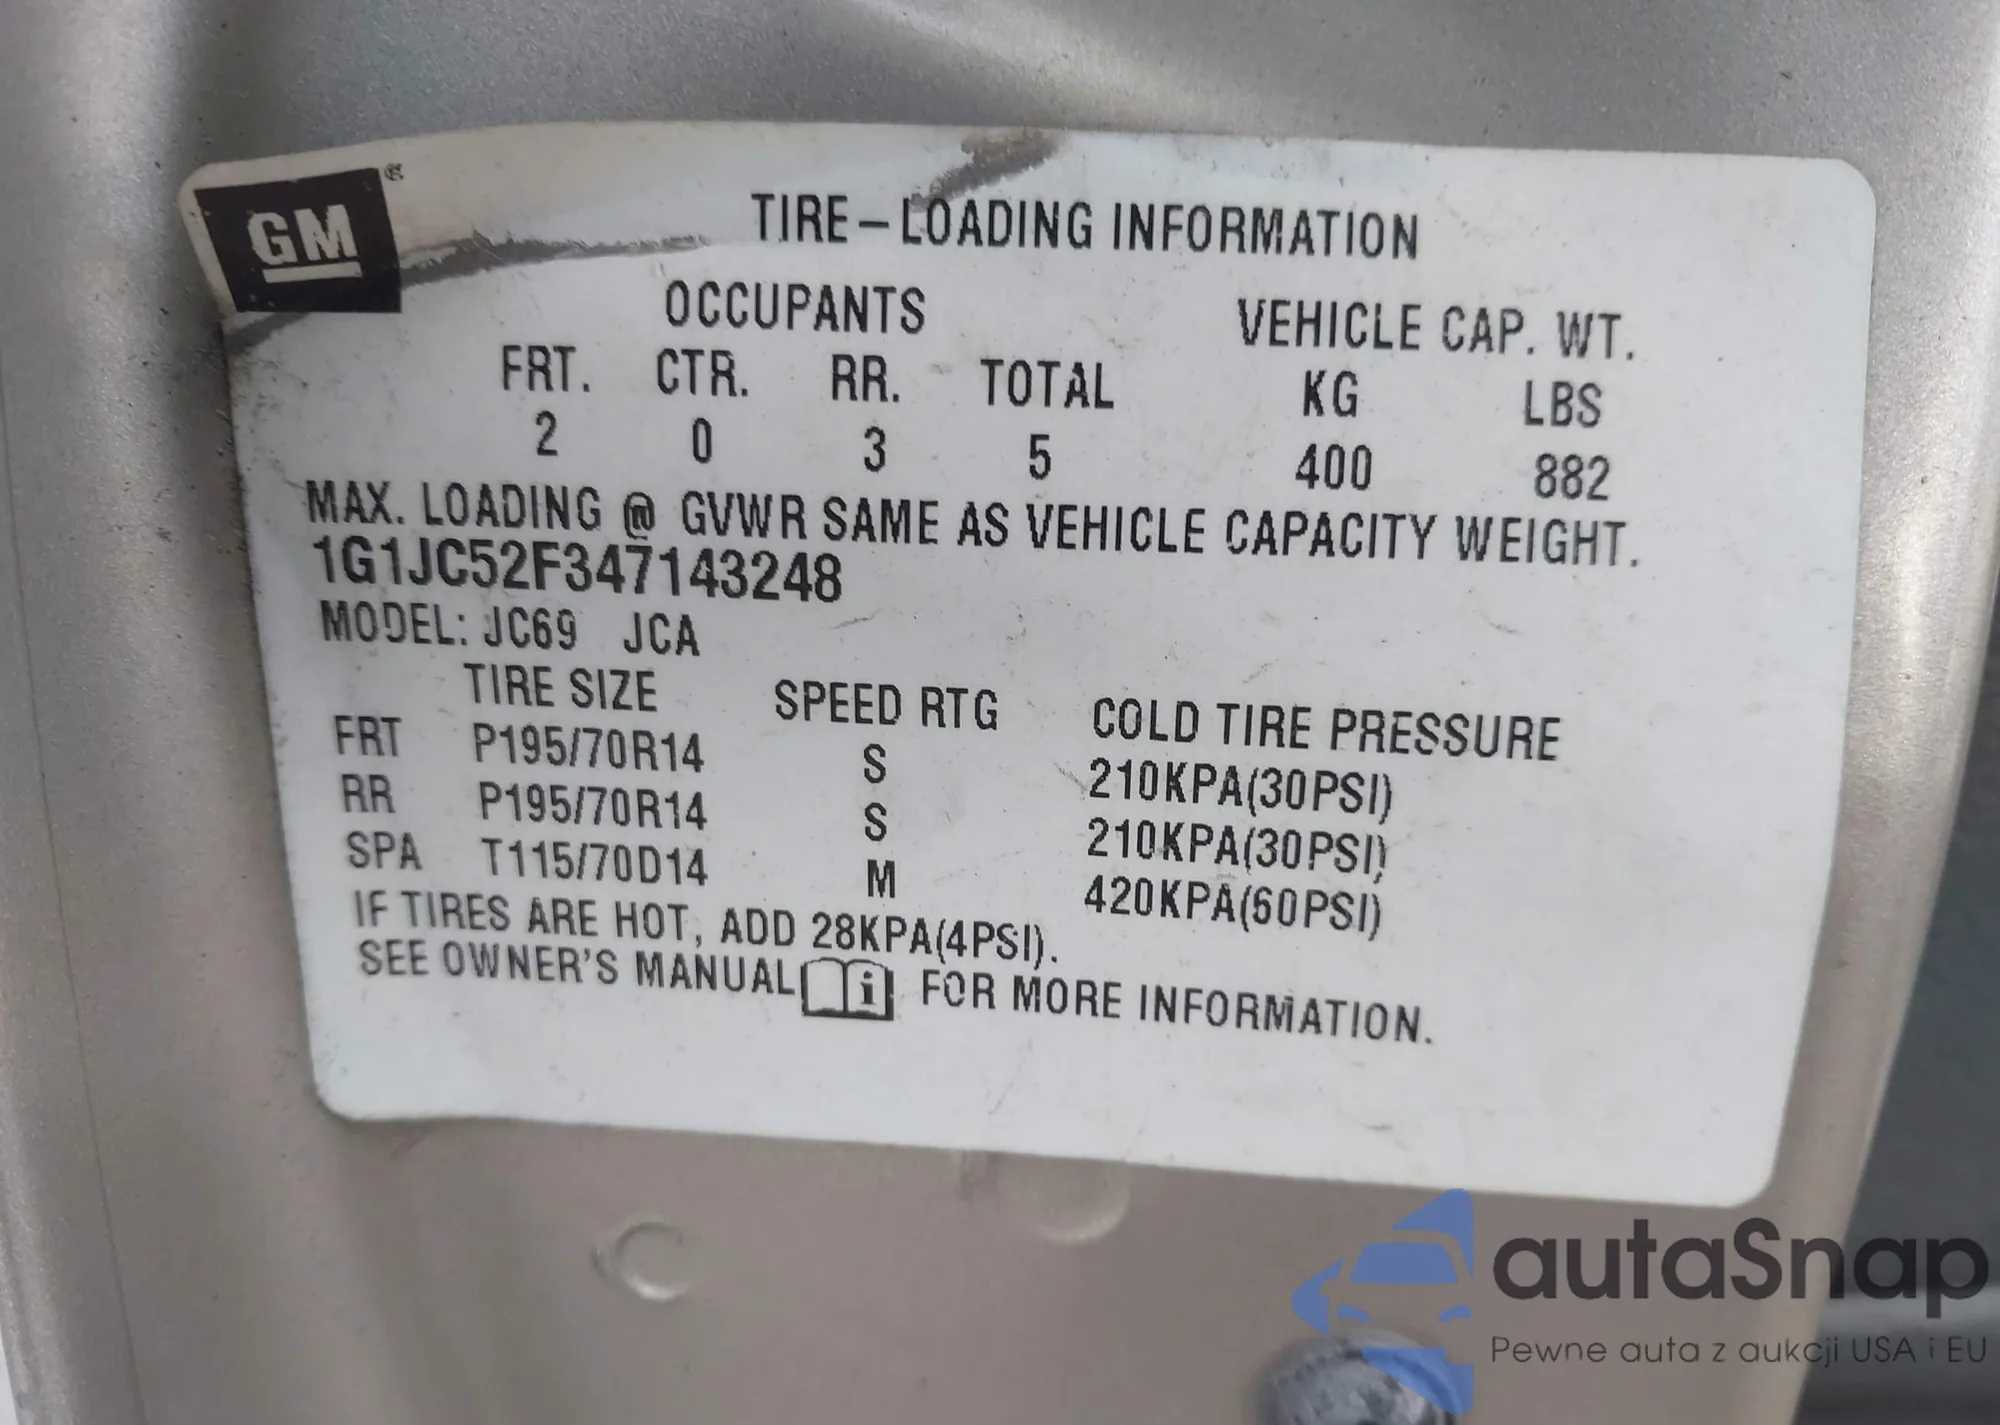 GM ®
TIRE-LOADING INFORMATION
OCCUPANTS VEHICLE CAP. WT.
FRT. CTR. RR. TOTAL KG LBS
2 0 3 5 400 882
MAX. LOADING @ GVWR SAME AS VEHICLE CAPACITY WEIGHT.
1G1JC52F347143248
MODEL: JC69 JCA
TIRE SIZE SPEED RTG COLD TIRE PRESSURE
FRT P195/70R14 S 210KPA(30PSI)
RR P195/70R14 S 210KPA(30PSI)
SPA T115/70D14 M 420KPA(60PSI)
IF TIRES ARE HOT, ADD 28KPA(4PSI).
SEE OWNER'S MANUAL i FOR MORE INFORMATION.
autaSnap
Pewne auta z aukcji USA i EU